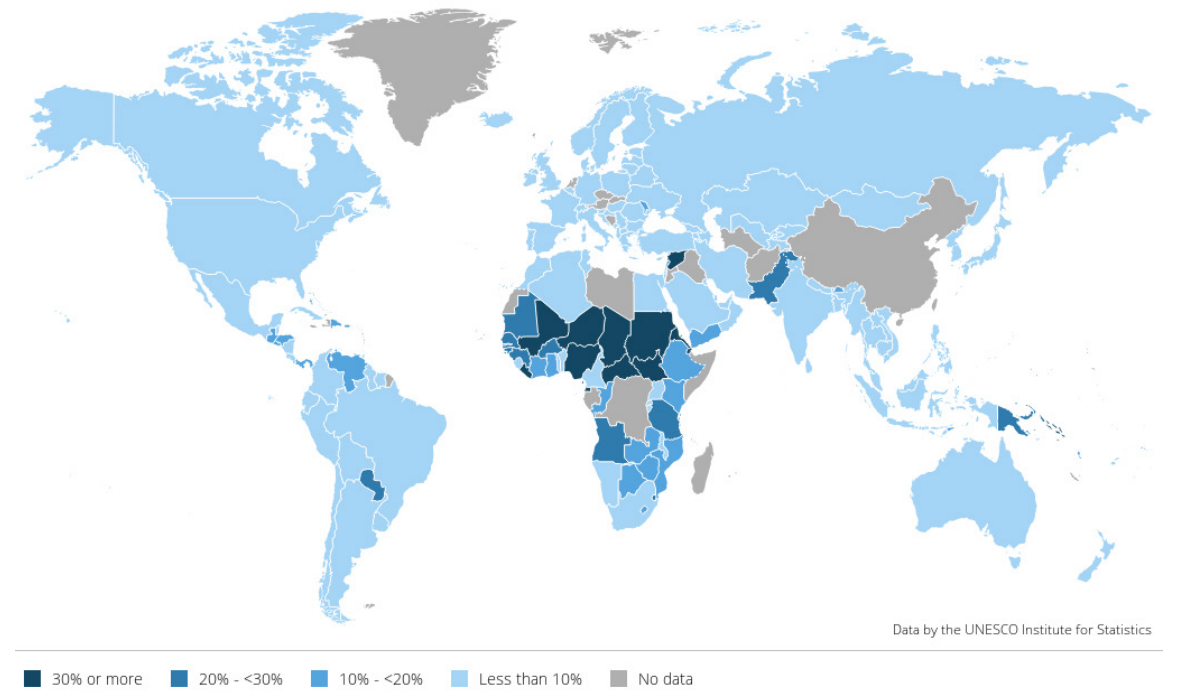 Data by the UNESCO Institute for Statistics
30% or more 20% - <30% 10% - <20% Less than 10% No data